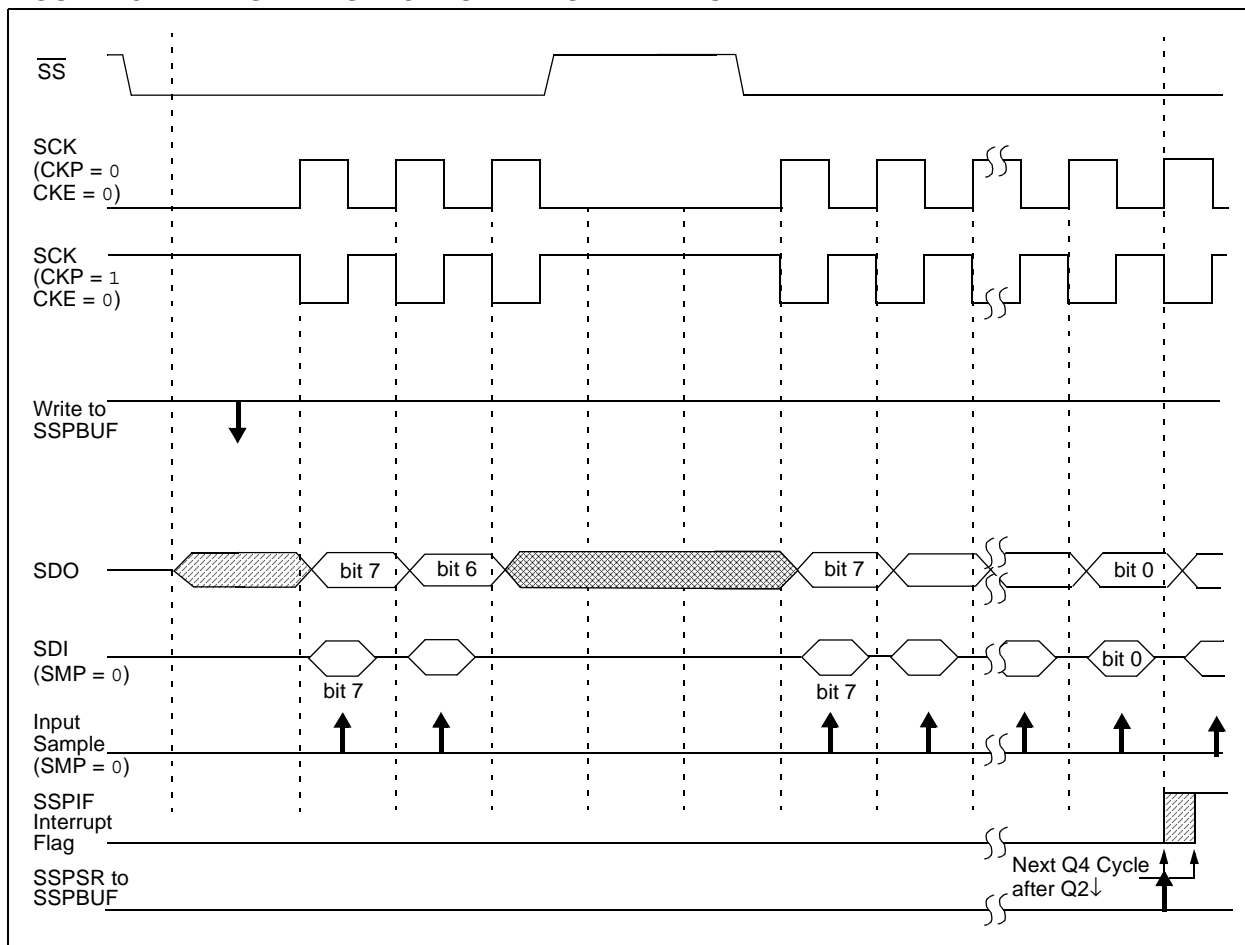 SS
SCK
(CKP = 0
CKE = 0)
SCK
(CKP = 1
CKE = 0)
Write to
SSPBUF
SDO
bit 7
bit 6
bit 7
bit 0
SDI
(SMP = 0)
bit 7
bit 7
bit 0
Input
Sample
(SMP = 0)
SSPIF
Interrupt
Flag
Next Q4 Cycle
after Q2↓
SSPSR to
SSPBUF